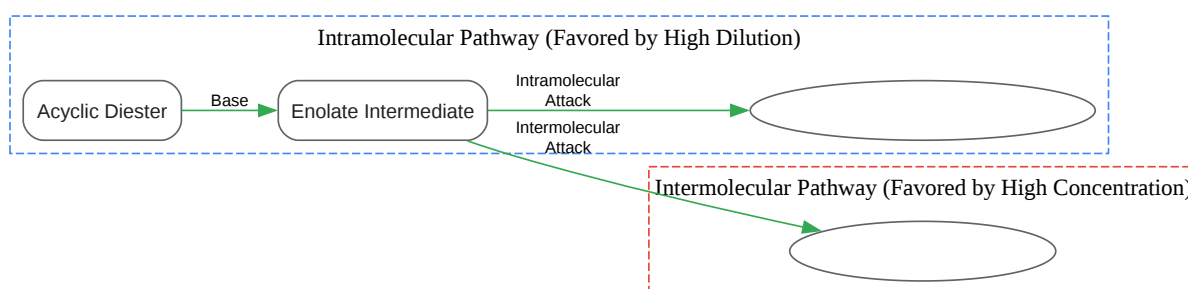 Intramolecular Pathway (Favored by High Dilution)
Acyclic Diester
Base
Enolate Intermediate
Intramolecular
Attack
Intermolecular
Attack
Intermolecular Pathway (Favored by High Concentration)